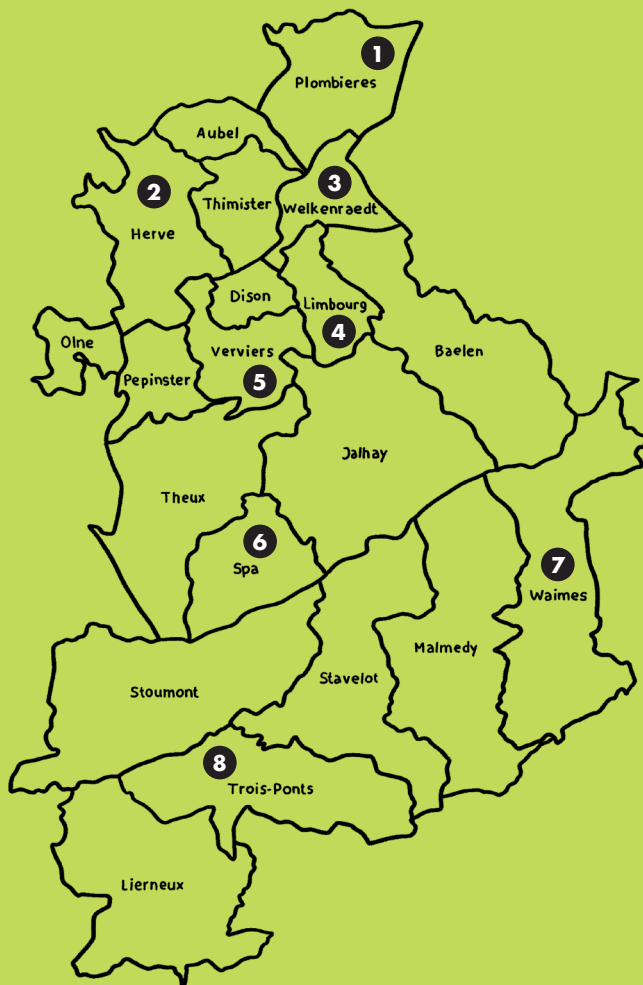 1
Plombieres
Aubel
2
Herve
Thimister
3
Welkenraedt
Dison
Limbourg
4
Olne
Pepinster
Verviers
5
Baelen
Jalhay
Theux
6
Spa
7
Waimes
Malmedy
Stavelot
Stoumont
8
Trois-Ponts
Lierneux